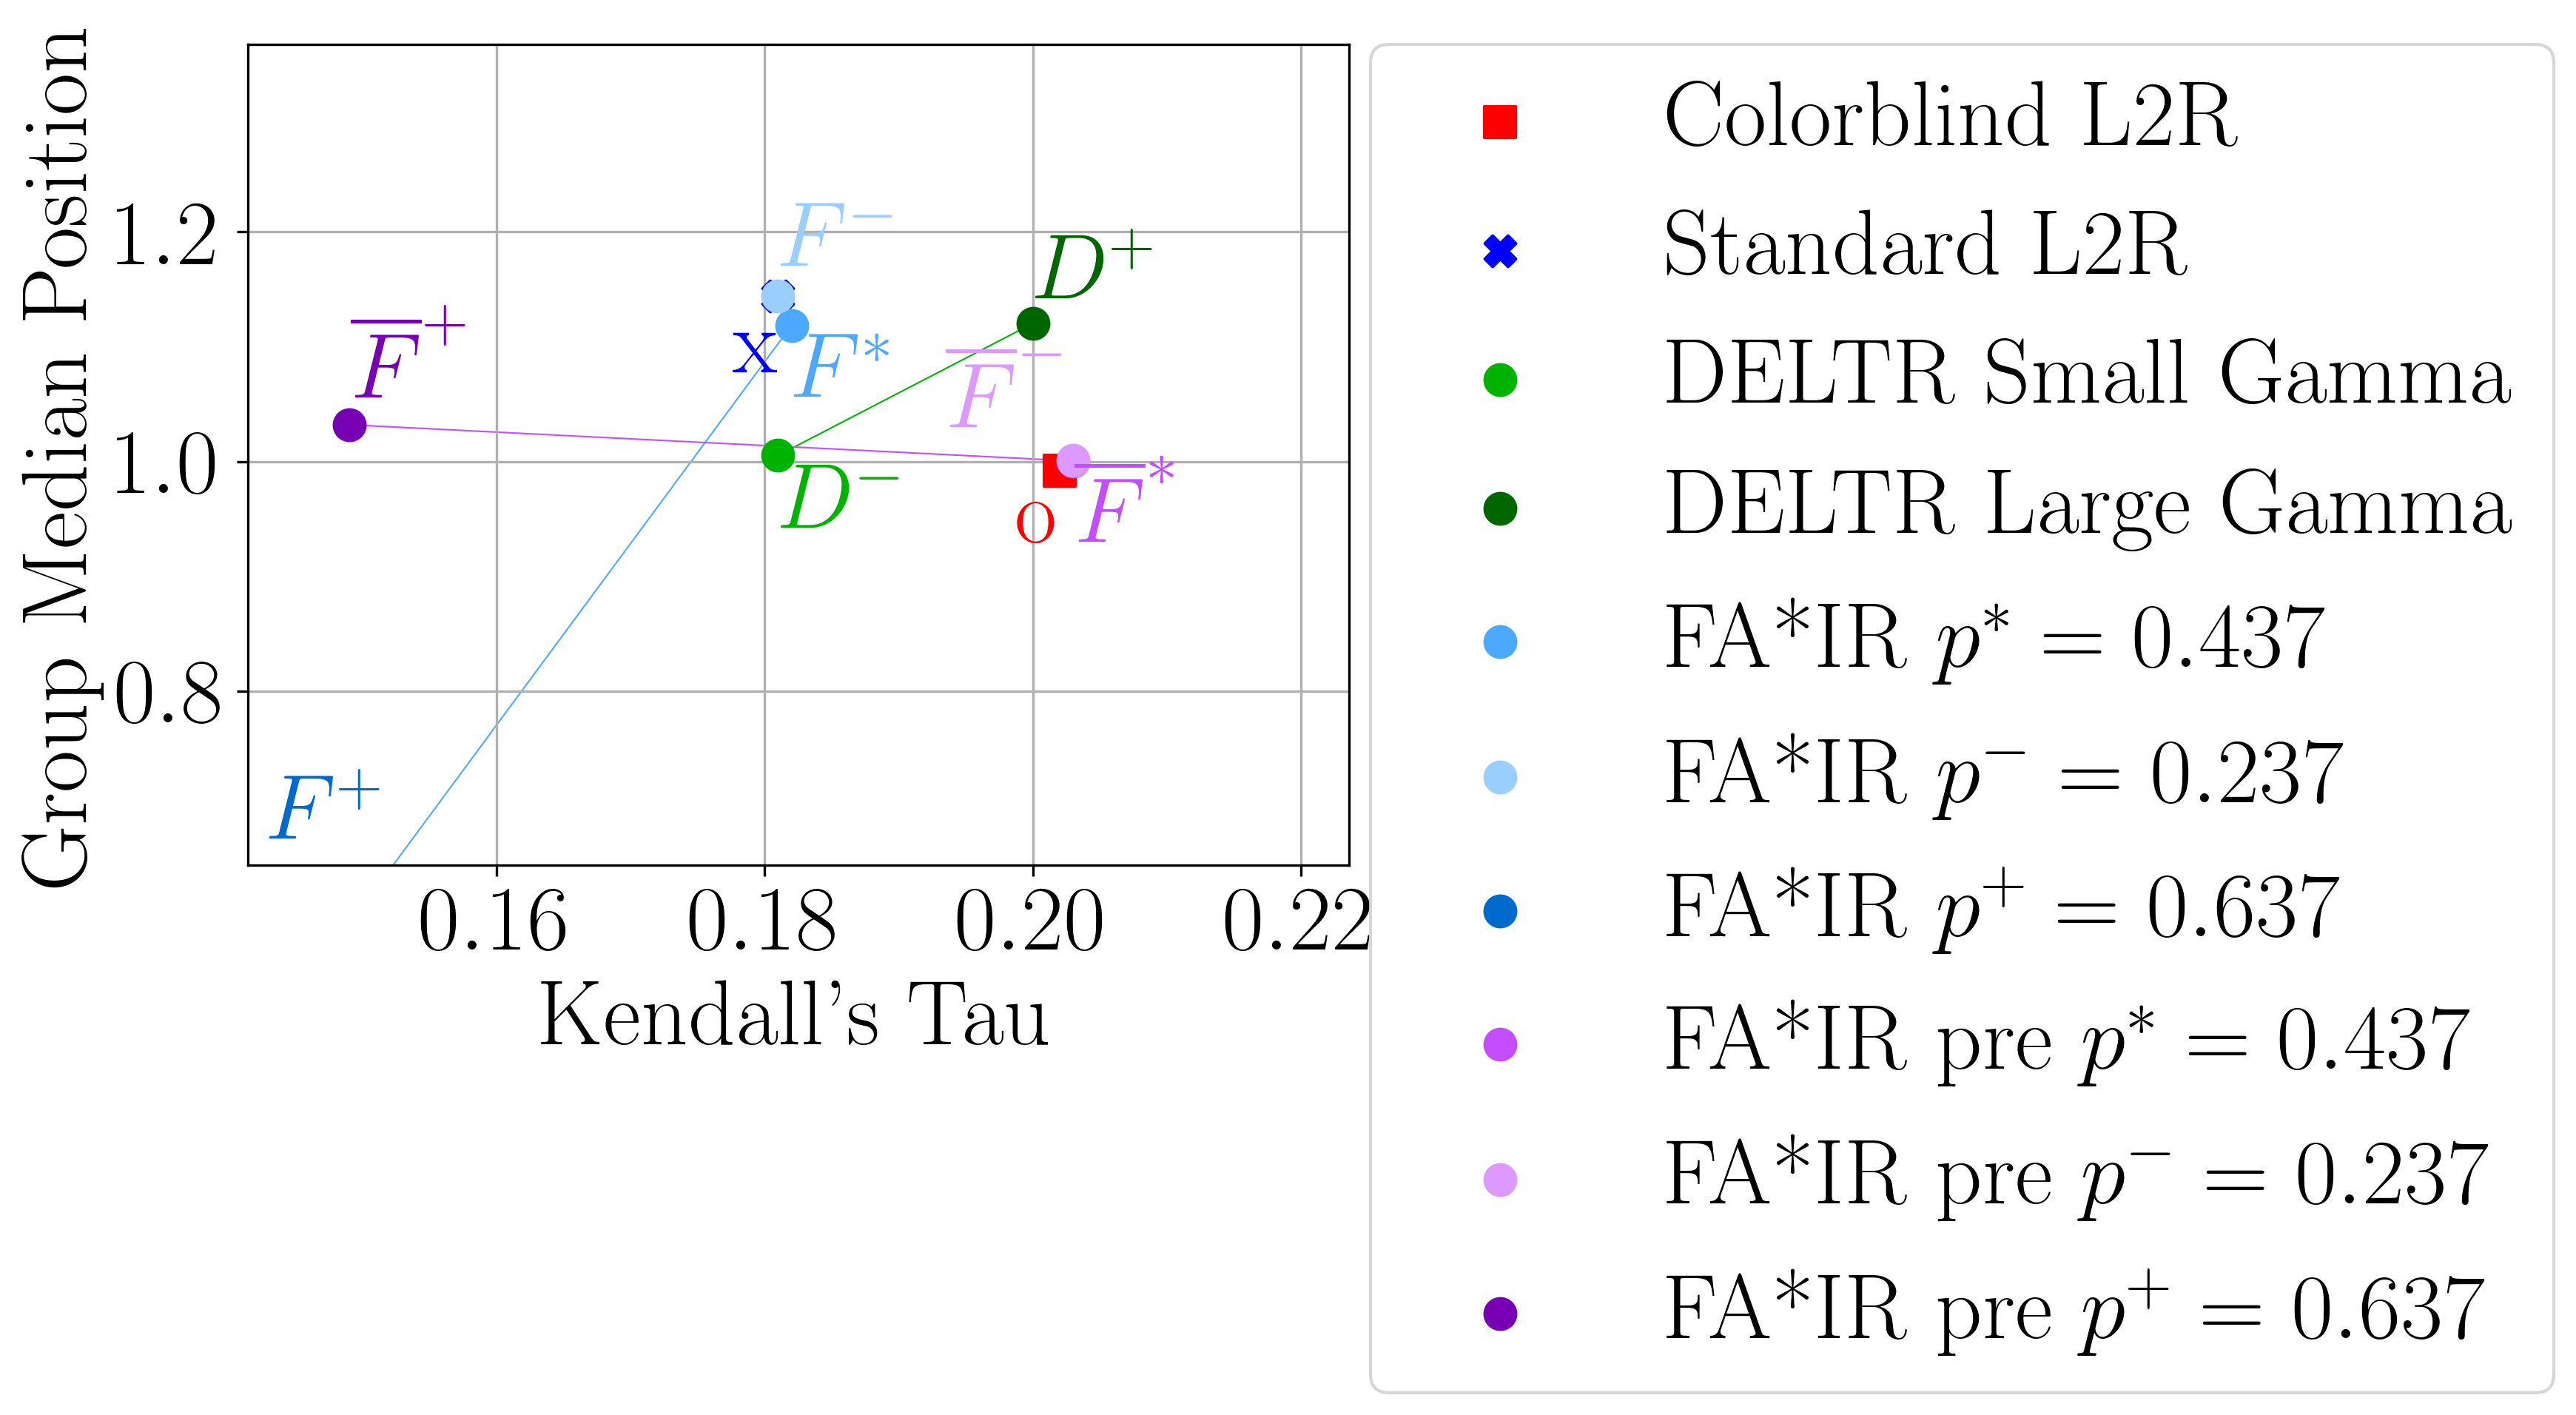 Group Median Position
1.2
1.0
0.8
F⁻
D⁺
F̅⁺
X
F*
F̅⁻
D⁻
F̅*
O
F⁺
0.16 0.18 0.20 0.22
Kendall's Tau
Colorblind L2R
Standard L2R
DELTR Small Gamma
DELTR Large Gamma
FA*IR p* = 0.437
FA*IR p⁻ = 0.237
FA*IR p⁺ = 0.637
FA*IR pre p* = 0.437
FA*IR pre p⁻ = 0.237
FA*IR pre p⁺ = 0.637